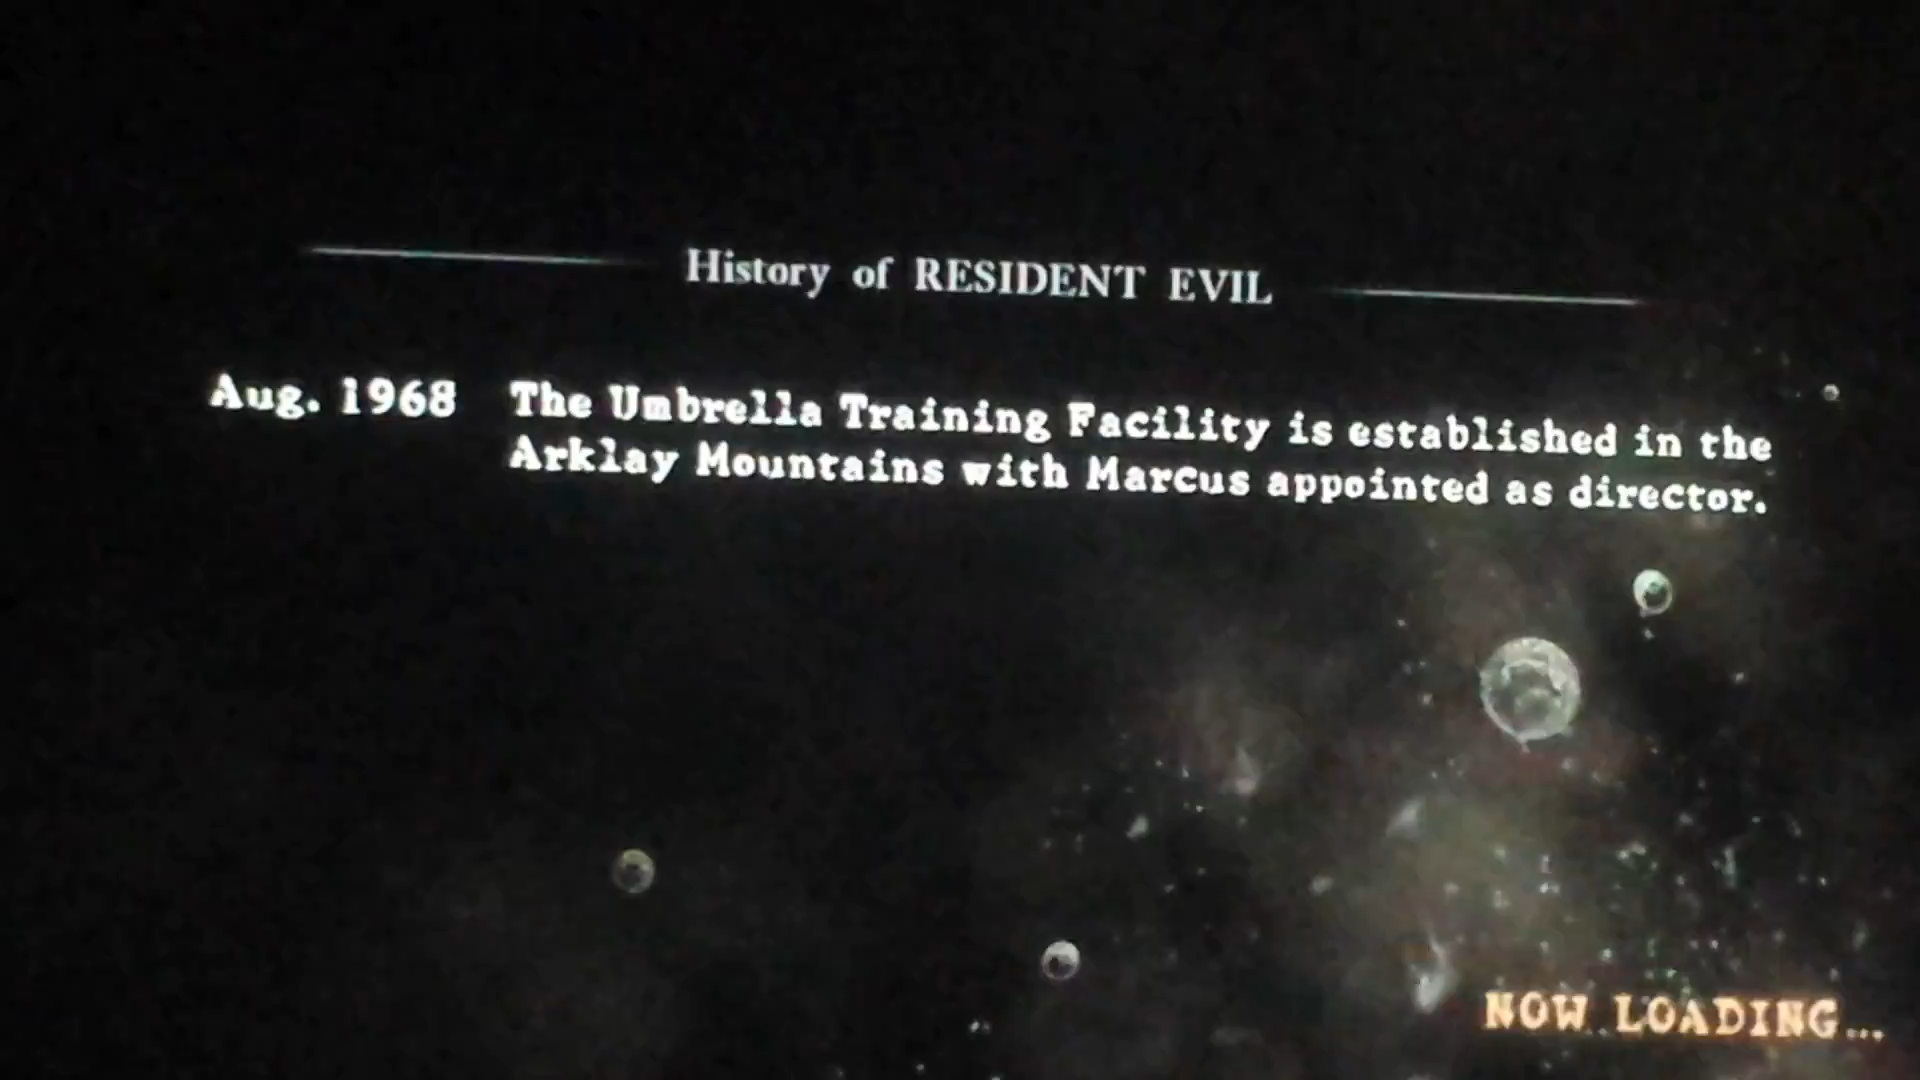 History of RESIDENT EVIL
Aug. 1968 The Umbrella Training Facility is established in the
Arklay Mountains with Marcus appointed as director.
NOW LOADING...